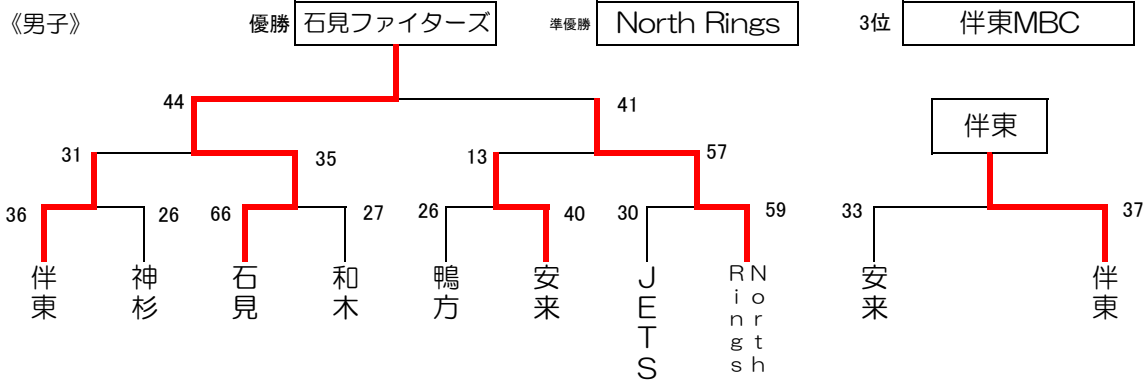 《男子》 優勝 石見ファイターズ 準優勝 North Rings 3位 伴東MBC
44 41
伴東
31 35 13 57
36 26 66 27 26 40 30 59 33 37
伴東
神杉
石見
和木
鴨方
安来
JETS
North
Rings
安来
伴東